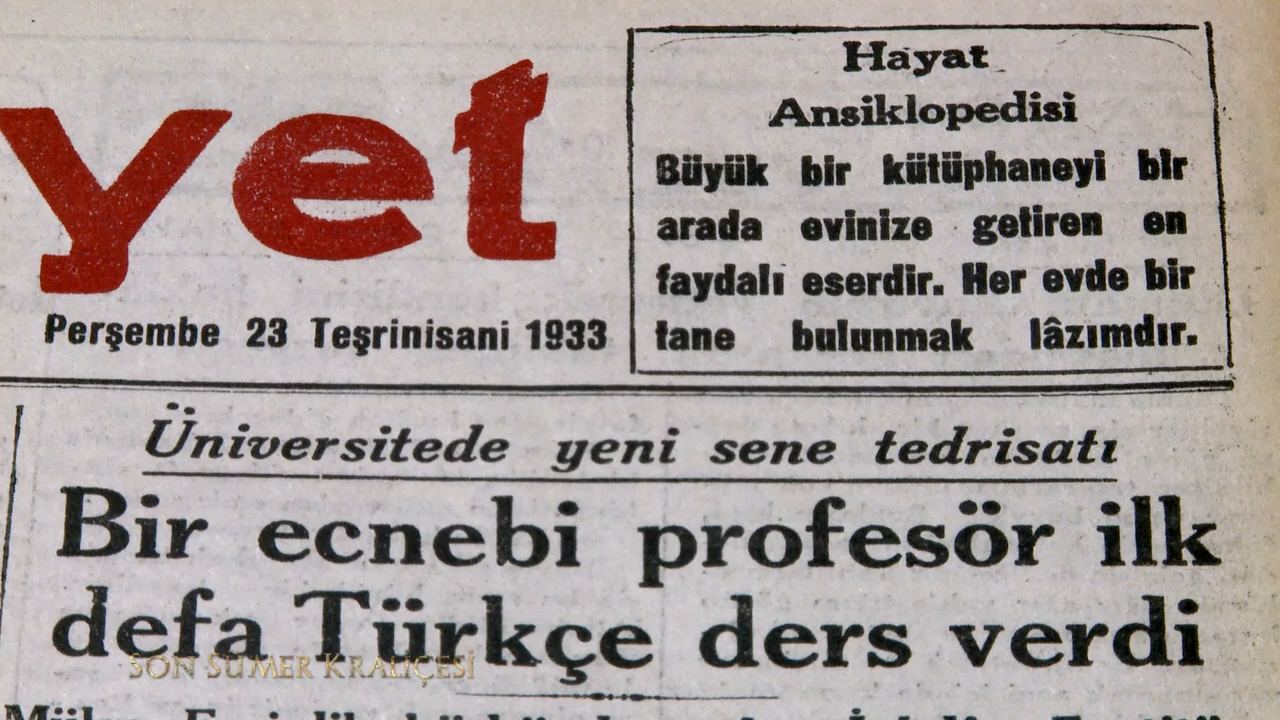 yet
Perşembe 23 Teşrinisani 1933
Hayat
Ansiklopedisi
Büyük bir kütüphaneyi bir
arada evinize getiren en
faydalı eserdir. Her evde bir
tane bulunmak lâzımdır.
Üniversitede yeni sene tedrisatı
Bir ecnebi profesör ilk
defa Türkçe ders verdi
SON SÜMER KRALİÇESİ